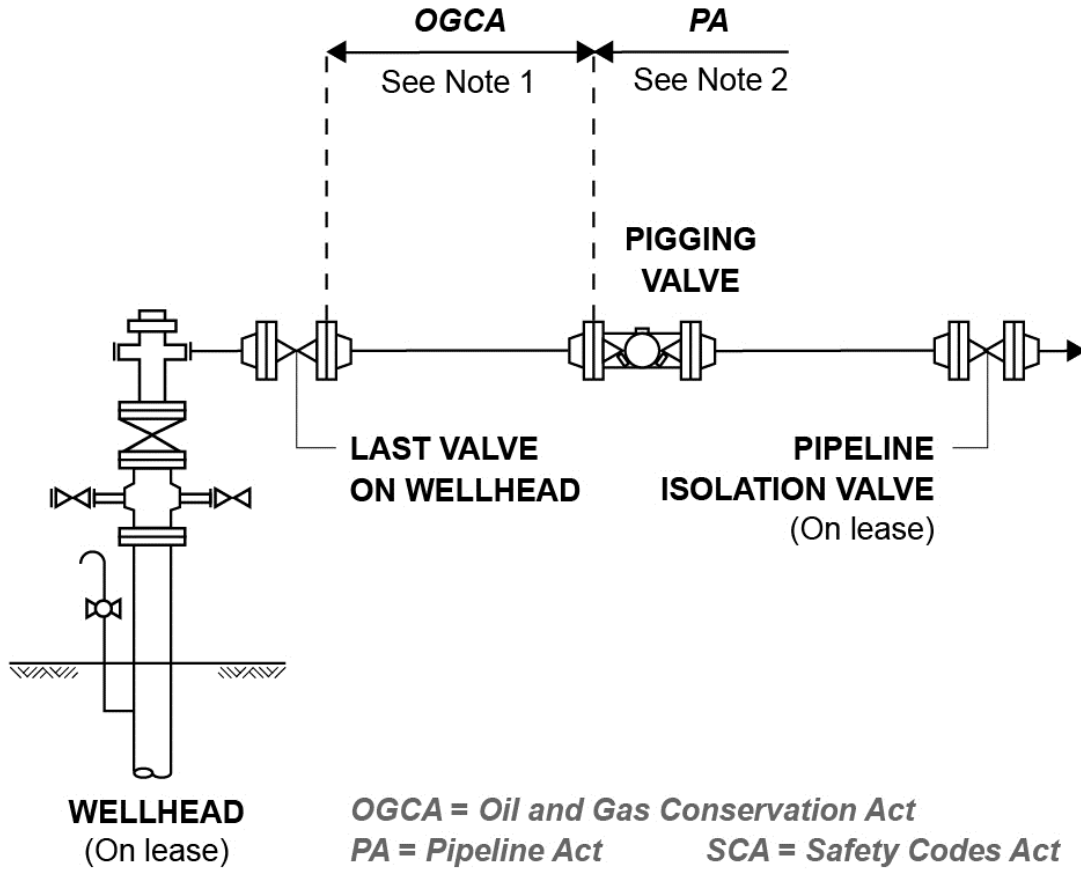 OGCA PA
See Note 1 See Note 2
PIGGING
VALVE
LAST VALVE
ON WELLHEAD
PIPELINE
ISOLATION VALVE
(On lease)
WELLHEAD
(On lease)
OGCA = Oil and Gas Conservation Act
PA = Pipeline Act SCA = Safety Codes Act